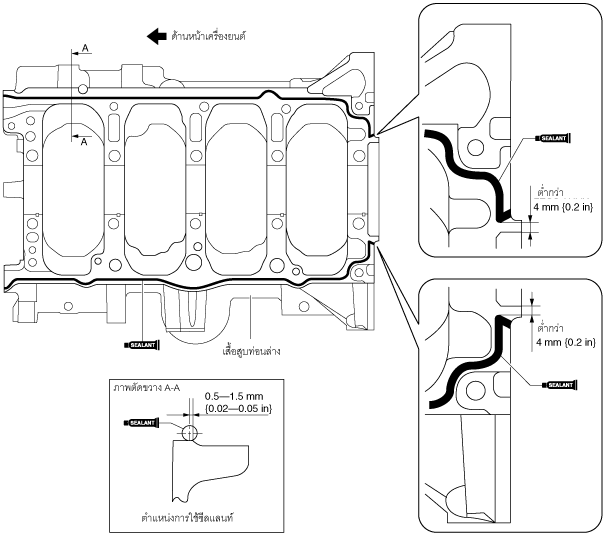 ด้านหน้าเครื่องยนต์
A
A
SEALANT
ต่ำกว่า
4 mm {0.2 in}
ต่ำกว่า
4 mm {0.2 in}
SEALANT
SEALANT
เสื้อสูบท่อนล่าง
ภาพตัดขวาง A-A
0.5—1.5 mm
{0.02—0.05 in}
SEALANT
ตำแหน่งการใช้ซีลแลนท์